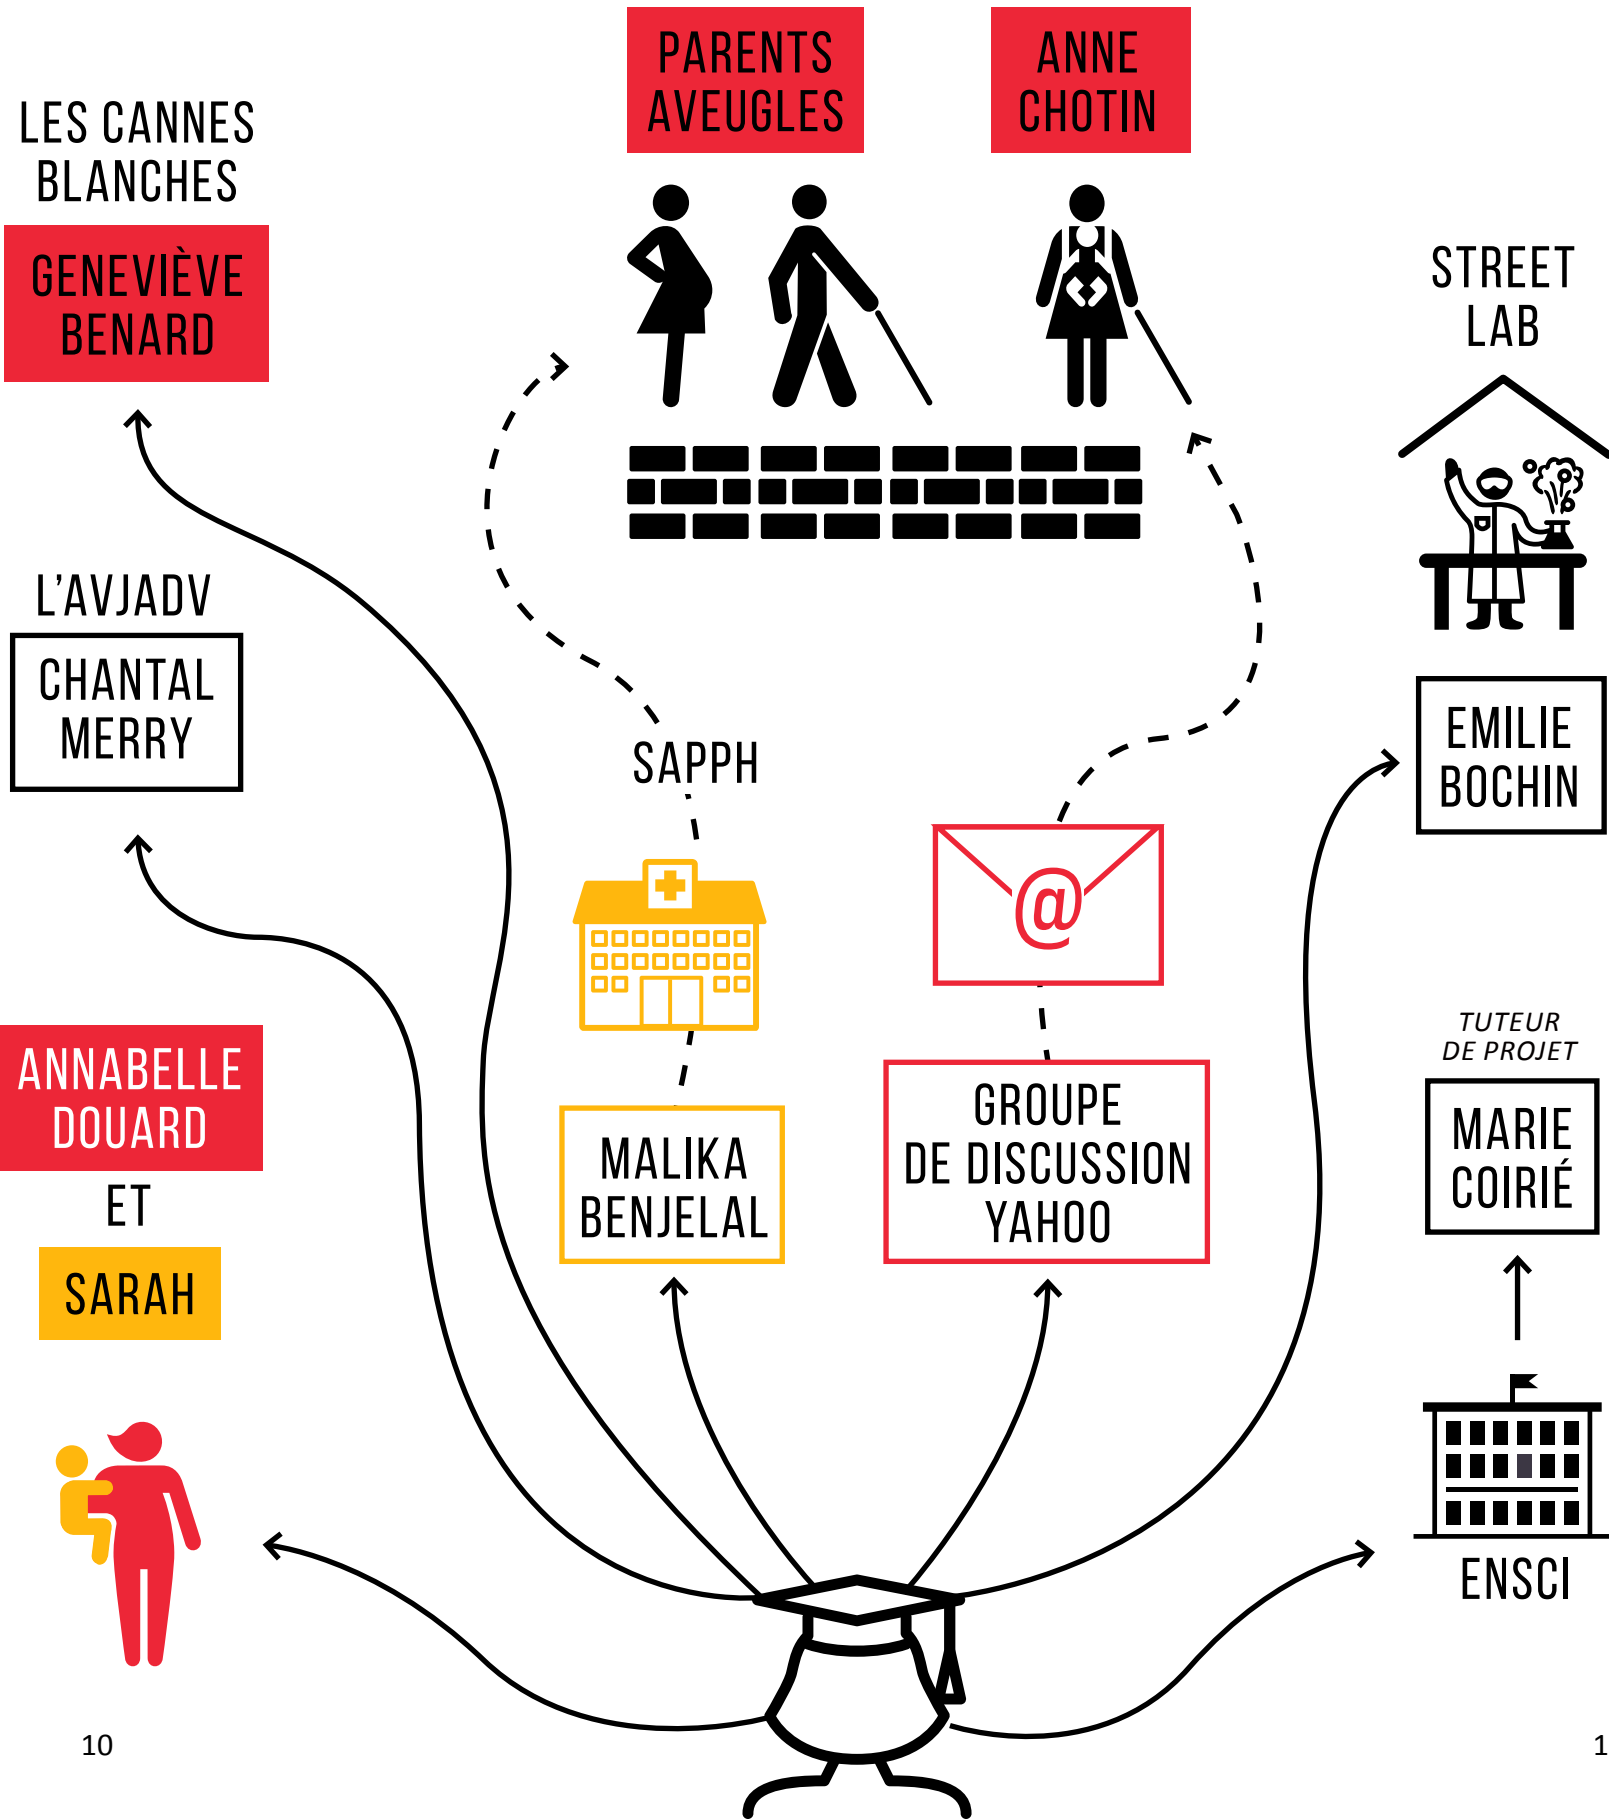 PARENTS
AVEUGLES
ANNE
CHOTIN
LES CANNES
BLANCHES
GENEVIÈVE
BENARD
STREET
LAB
L'AVJADV
CHANTAL
MERRY
EMILIE
BOCHIN
SAPPH
@
TUTEUR
DE PROJET
MARIE
COIRIÉ
ANNABELLE
DOUARD
ET
SARAH
MALIKA
BENJELAL
GROUPE
DE DISCUSSION
YAHOO
ENSCI
10
1